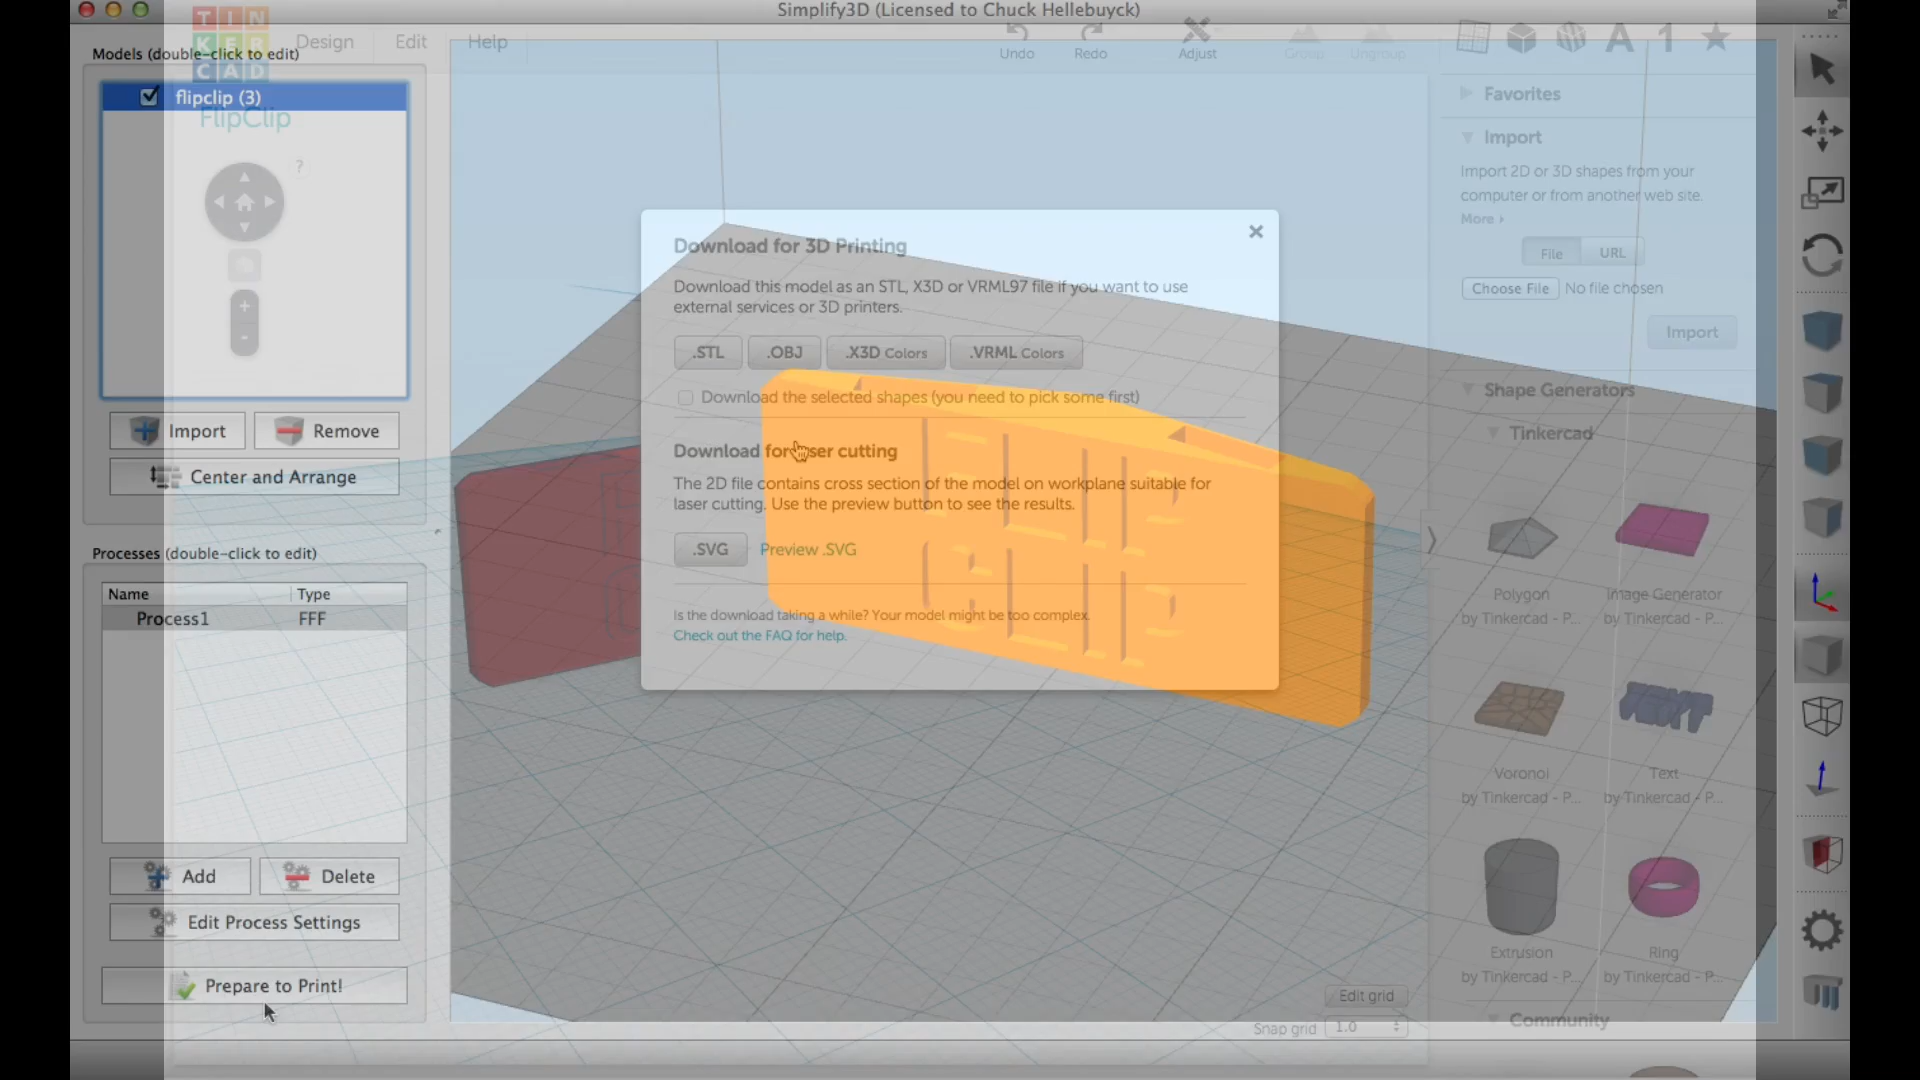 Simplify3D (Licensed to Chuck Hellebuyck)
TIN
KER
CAD
Design
Edit
Help
Undo
Redo
Adjust
Group
Ungroup
Models (double-click to edit)
flipclip (3)
FlipClip
?
+
-
Import
Remove
Center and Arrange
Processes (double-click to edit)
Name
Type
Process1
FFF
Add
Delete
Edit Process Settings
Prepare to Print!
Download for 3D Printing
Download this model as an STL, X3D or VRML97 file if you want to use
external services or 3D printers.
.STL
.OBJ
.X3D Colors
.VRML Colors
Download the selected shapes (you need to pick some first)
The 2D file contains cross section of the model on workplane suitable for
laser cutting. Use the preview button to see the results.
.SVG
Preview .SVG
Is the download taking a while? Your model might be too complex.
Check out the FAQ for help.
FLIP
CLIP
Edit grid
Snap grid
1.0
A
1
Favorites
Import
Import 2D or 3D shapes from your
computer or from another web site.
More
File
URL
Choose File
No file chosen
Import
Shape Generators
Tinkercad
Polygon
by Tinkercad - P...
Image Generator
by Tinkercad - P...
Voronoi
by Tinkercad - P...
Text
by Tinkercad - P...
Extrusion
by Tinkercad - P...
Ring
by Tinkercad - P...
Community